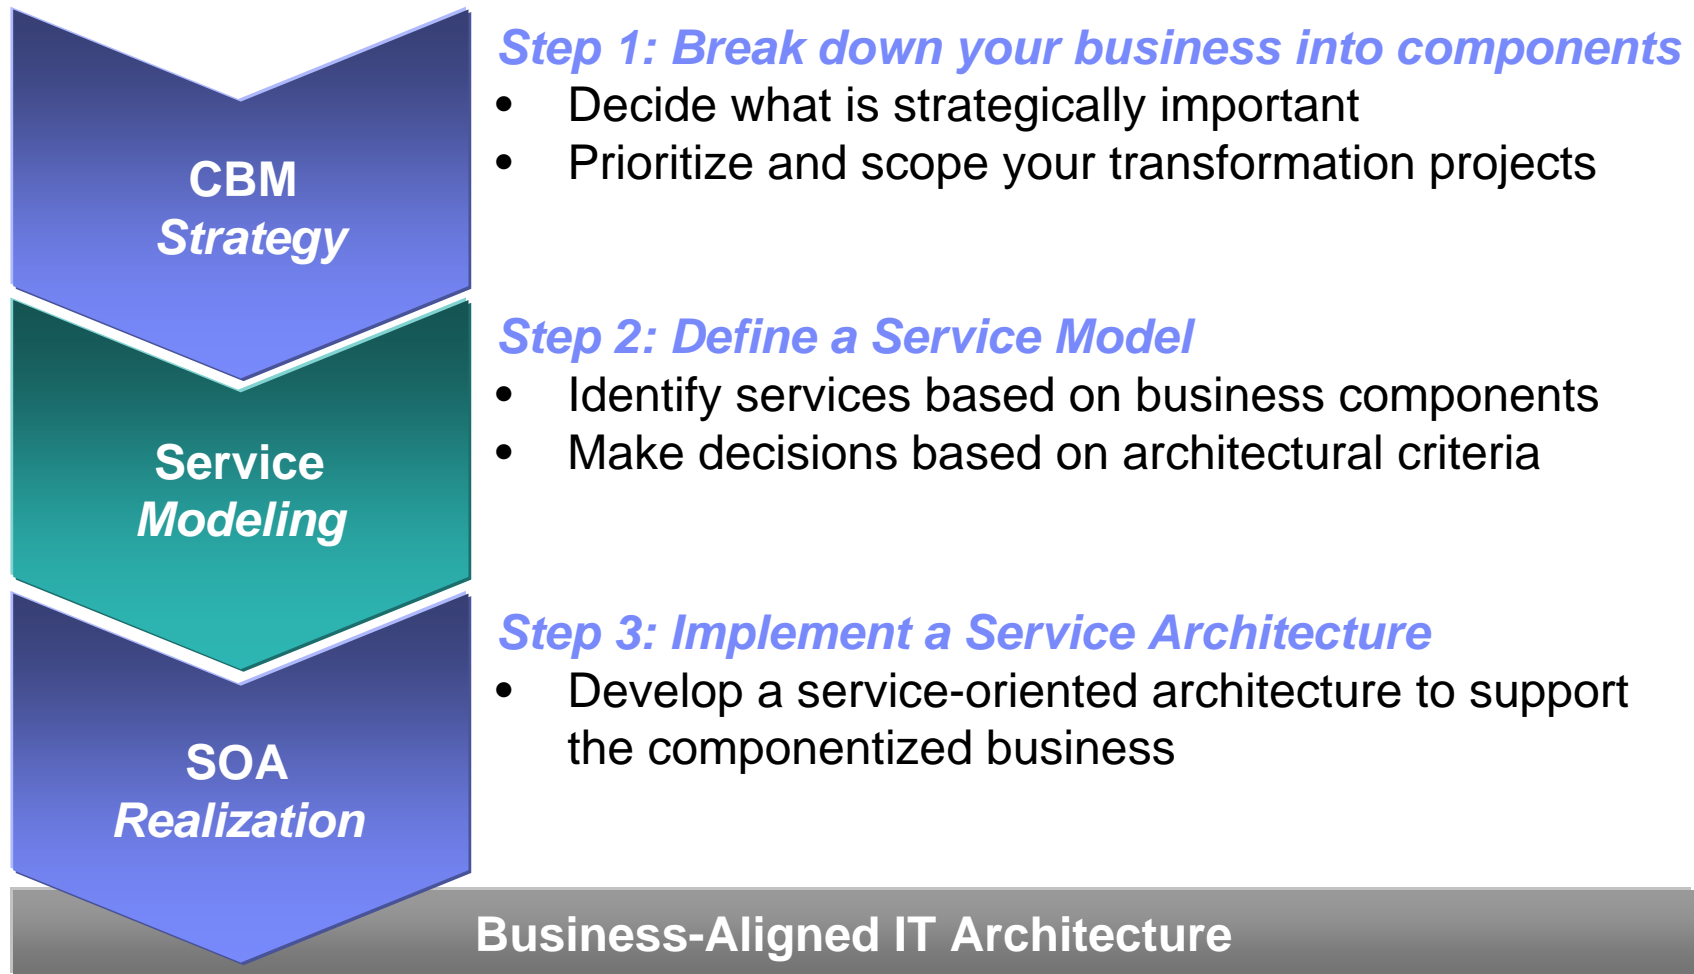 CBM
Strategy
Step 1: Break down your business into components
• Decide what is strategically important
• Prioritize and scope your transformation projects
Service
Modeling
Step 2: Define a Service Model
• Identify services based on business components
• Make decisions based on architectural criteria
SOA
Realization
Step 3: Implement a Service Architecture
• Develop a service-oriented architecture to support
the componentized business
Business-Aligned IT Architecture